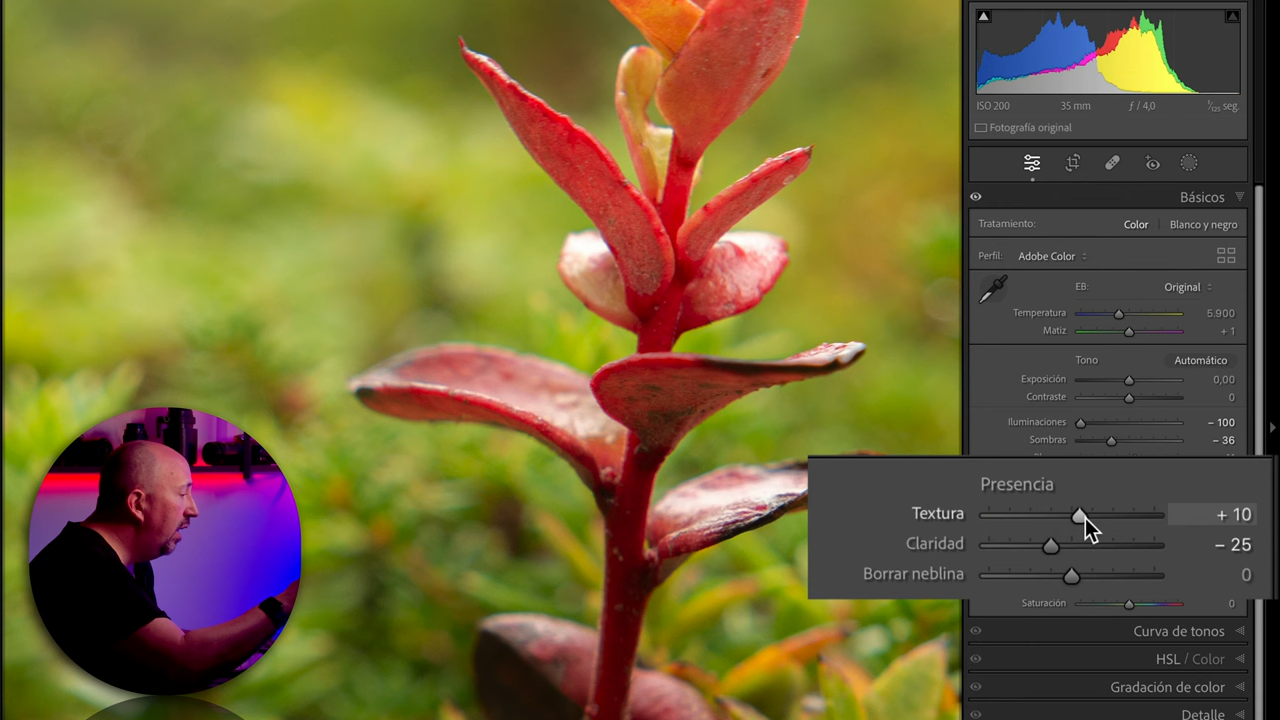 ISO 200 35 mm ƒ / 4,0 1/125 seg.
Fotografía original
Básicos
Tratamiento: Color Blanco y negro
Perfil: Adobe Color
EB: Original
Temperatura 5.900
Matiz + 1
Tono Automático
Exposición 0,00
Contraste 0
Iluminaciones – 100
Sombras – 36
Presencia
Textura + 10
Claridad – 25
Borrar neblina 0
Saturación 0
Curva de tonos
HSL / Color
Gradación de color
Detalle